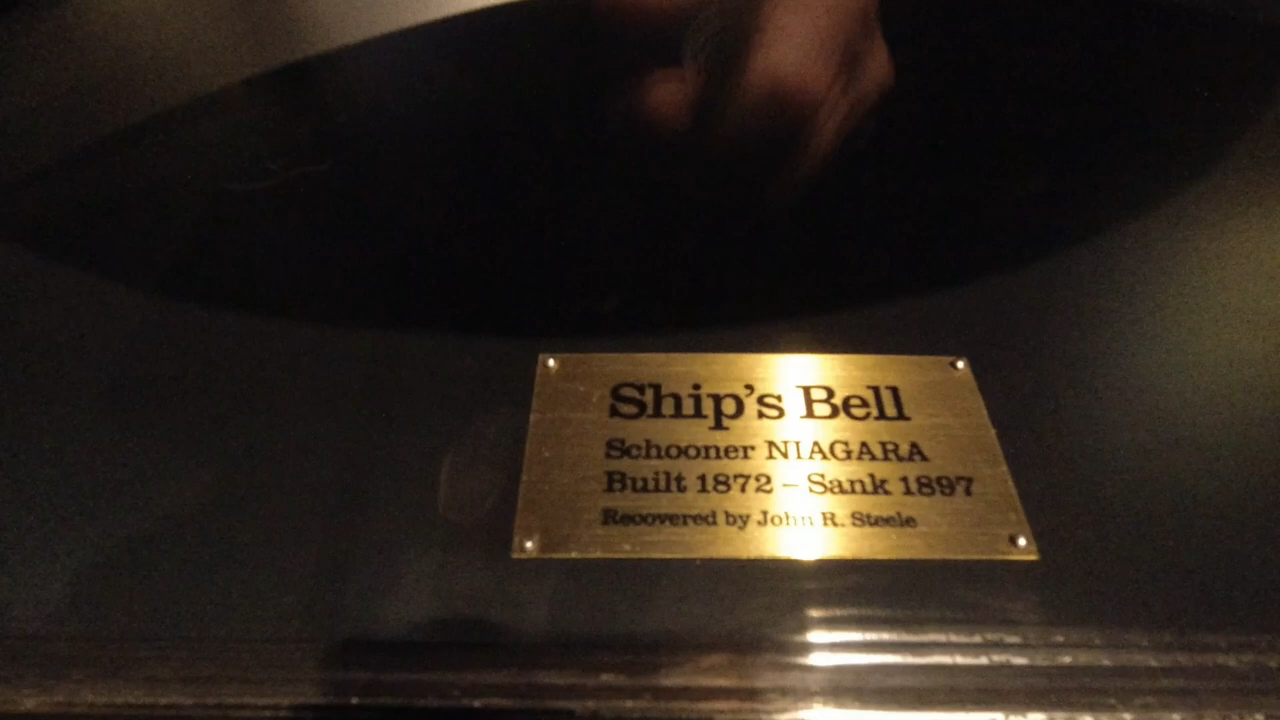 Ship's Bell
Schooner NIAGARA
Built 1872 – Sank 1897
Recovered by John R. Steele